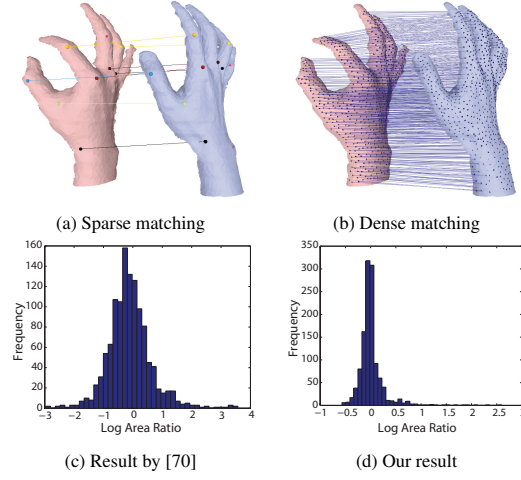 (a) Sparse matching
(b) Dense matching
160
140
120
100
80
60
40
20
0
Frequency
−3 −2 −1 0 1 2 3 4
Log Area Ratio
350
300
250
200
150
100
50
0
Frequency
−1 −0.5 0 0.5 1 1.5 2 2.5 3
Log Area Ratio
(c) Result by [70]
(d) Our result